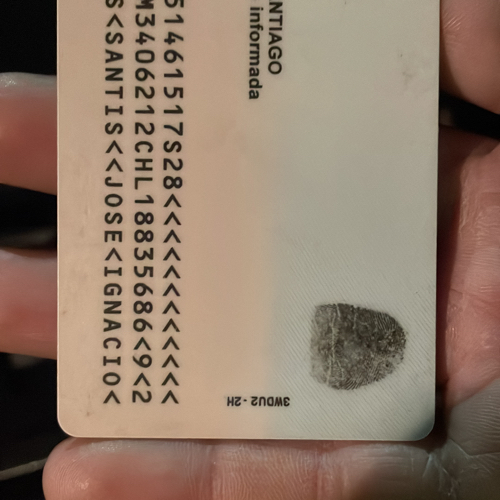 NTIAGO
informada
51461517S28<<<<<<<<<<<
M3406212CHL18835686<9<2
S<SANTIS<<JOSE<IGNACIO<
3WDU2-2H